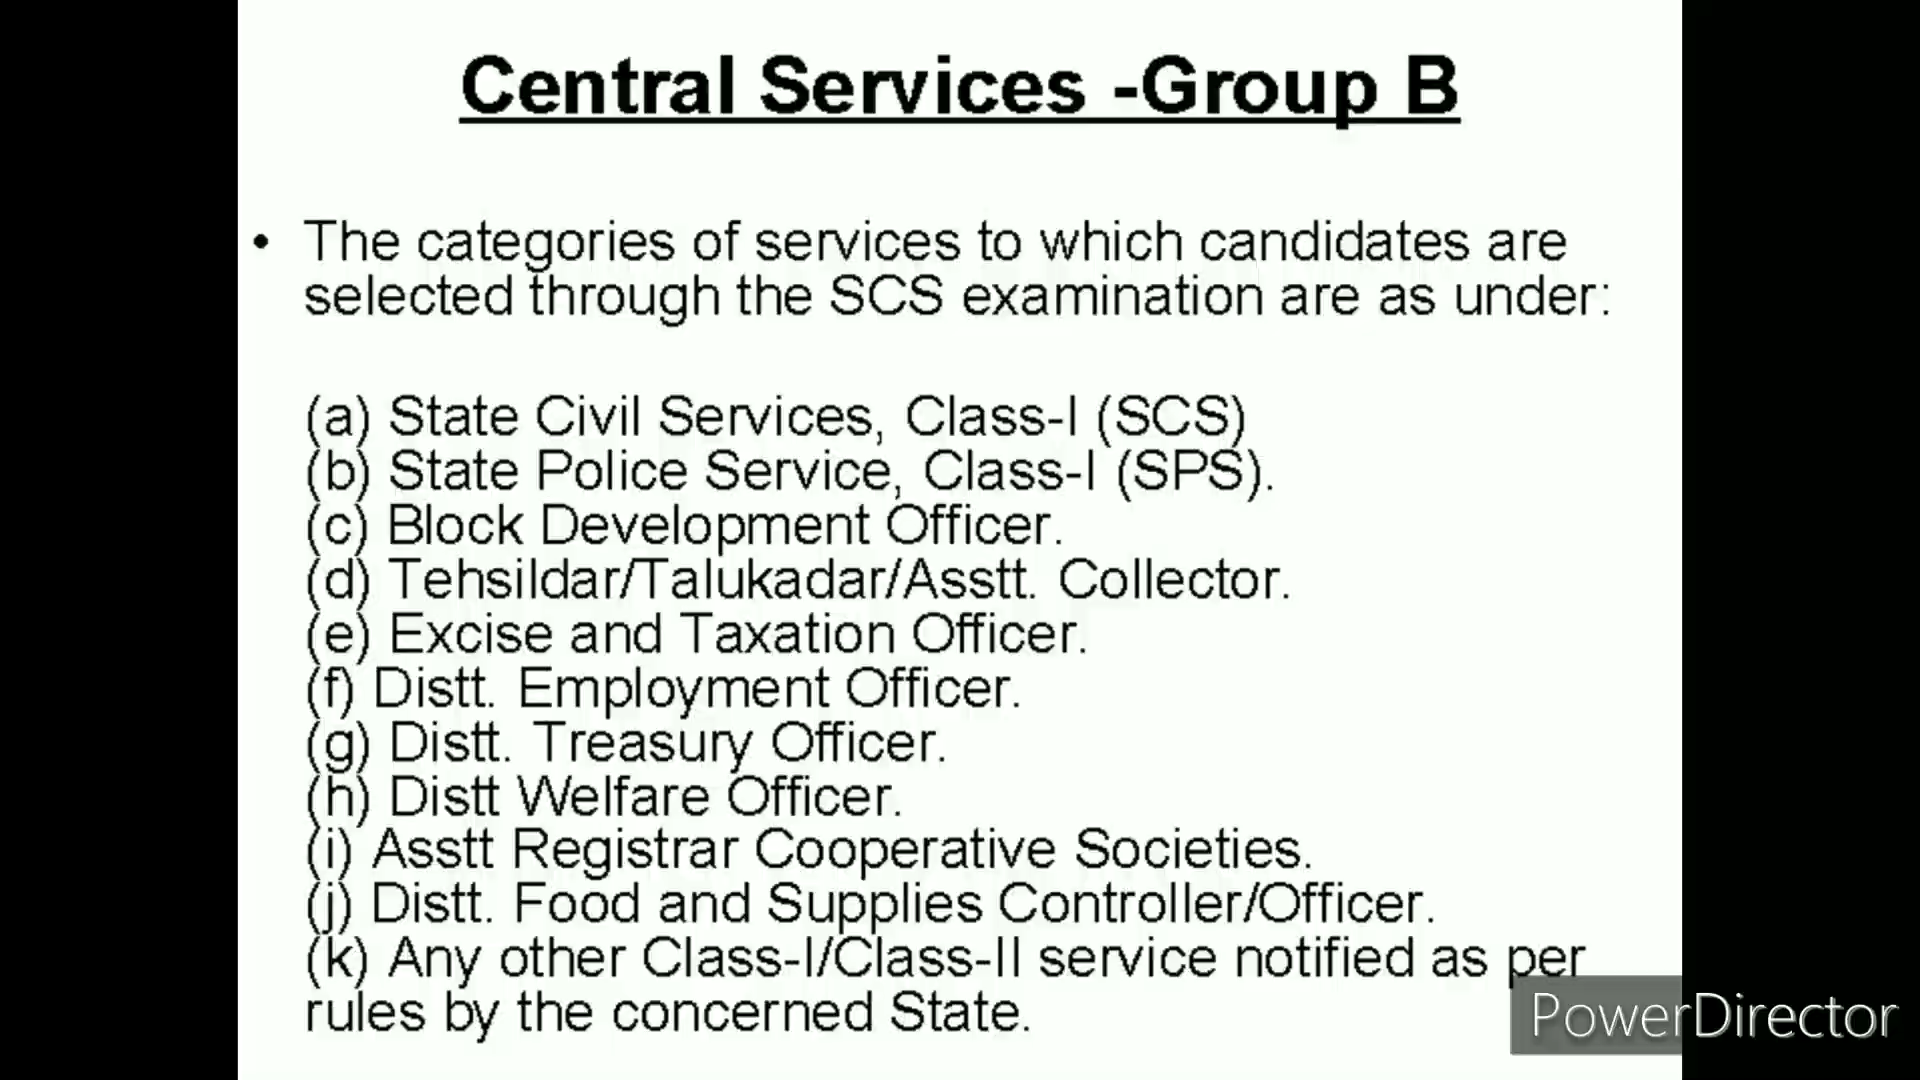 Central Services -Group B
• The categories of services to which candidates are
selected through the SCS examination are as under:
(a) State Civil Services, Class-I (SCS)
(b) State Police Service, Class-I (SPS).
(c) Block Development Officer.
(d) Tehsildar/Talukadar/Asstt. Collector.
(e) Excise and Taxation Officer.
(f) Distt. Employment Officer.
(g) Distt. Treasury Officer.
(h) Distt Welfare Officer.
(i) Asstt Registrar Cooperative Societies.
(j) Distt. Food and Supplies Controller/Officer.
(k) Any other Class-I/Class-II service notified as per
rules by the concerned State.
PowerDirector